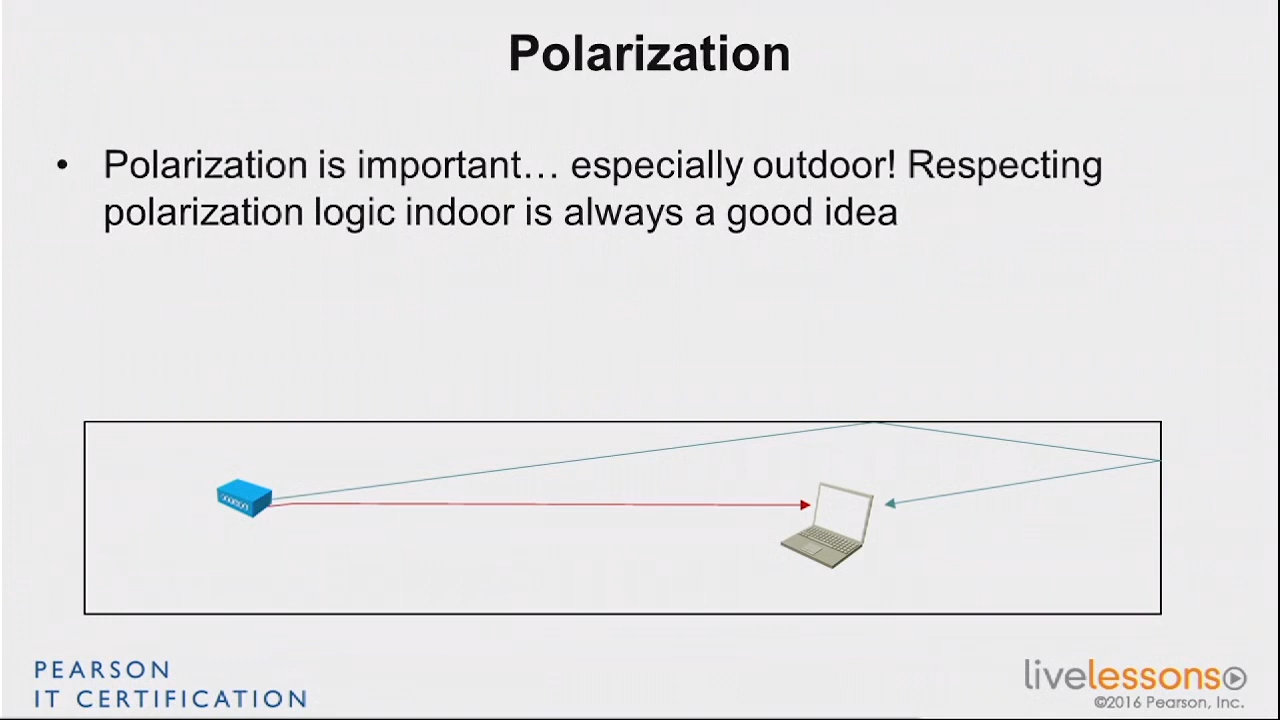 Polarization
• Polarization is important… especially outdoor! Respecting
polarization logic indoor is always a good idea
PEARSON
IT CERTIFICATION
livelessons
©2016 Pearson, Inc.